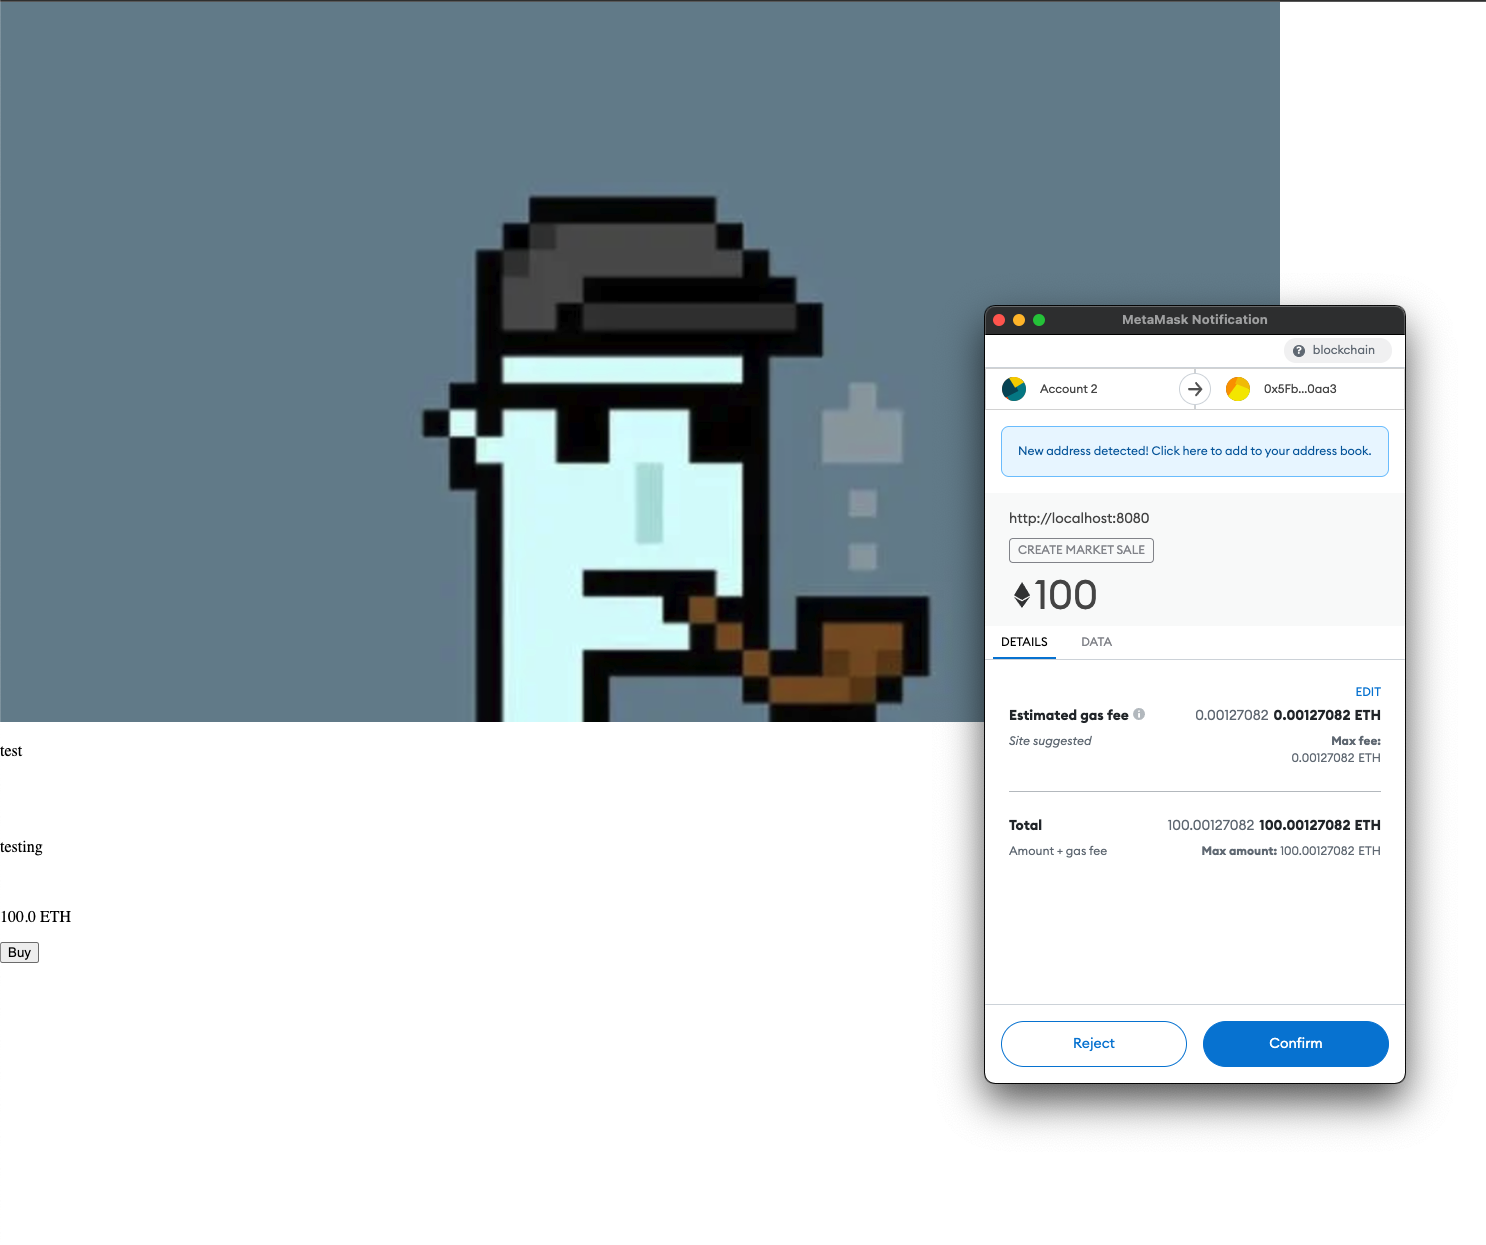 test
testing
100.0 ETH
Buy
MetaMask Notification
? blockchain
Account 2
0x5Fb...0aa3
New address detected! Click here to add to your address book.
http://localhost:8080
CREATE MARKET SALE
100
DETAILS DATA
EDIT
Estimated gas fee i 0.00127082 0.00127082 ETH
Site suggested Max fee:
0.00127082 ETH
Total 100.00127082 100.00127082 ETH
Amount + gas fee Max amount: 100.00127082 ETH
Reject Confirm